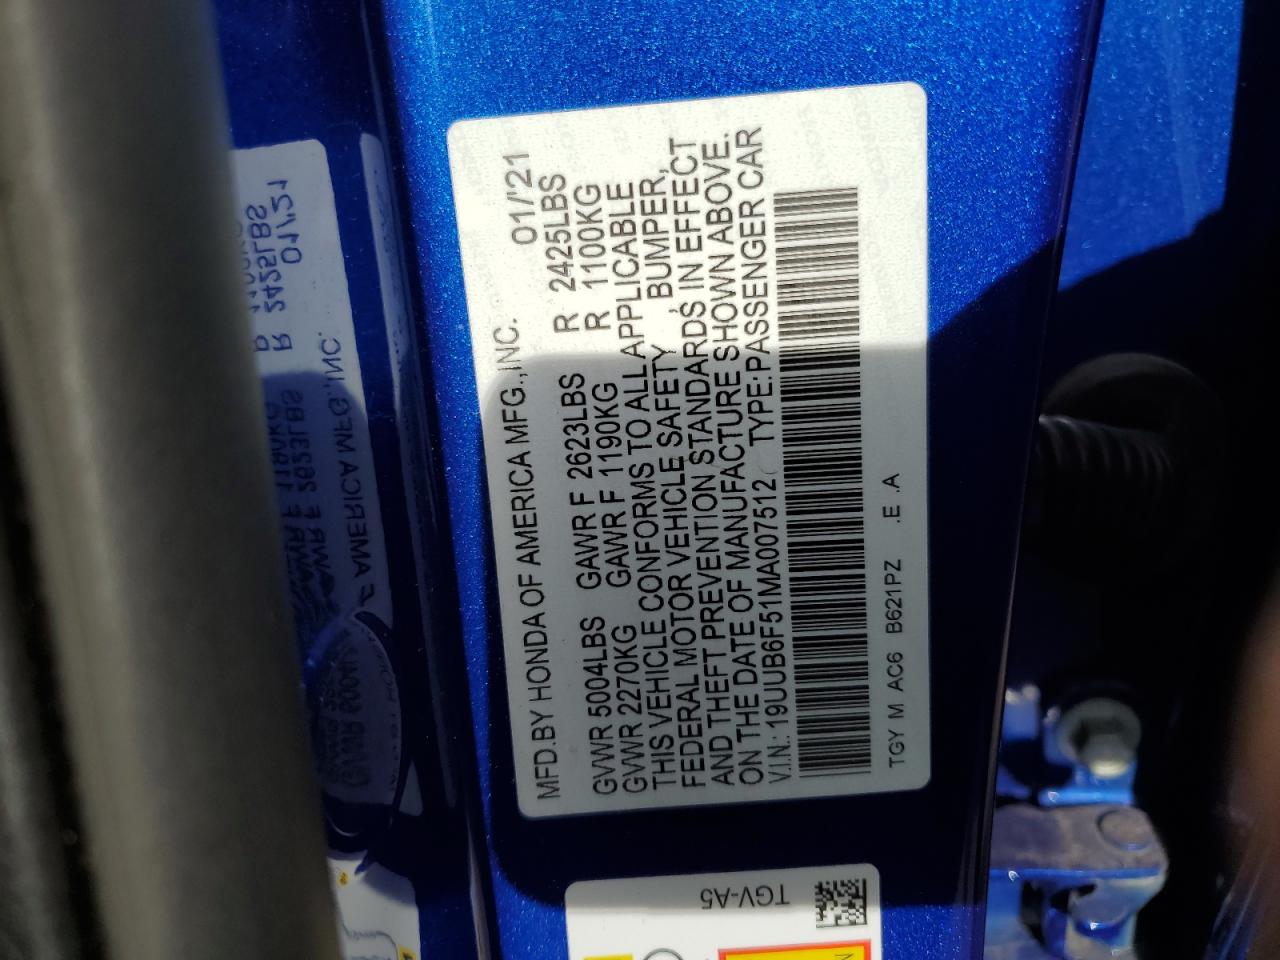 MFD.BY HONDA OF AMERICA MFG.,INC. 01/'21
GVWR 5004LBS GAWR F 2623LBS R 2425LBS
GVWR 2270KG GAWR F 1190KG R 1100KG
THIS VEHICLE CONFORMS TO ALL APPLICABLE
FEDERAL MOTOR VEHICLE SAFETY , BUMPER,
AND THEFT PREVENTION STANDARDS IN EFFECT
ON THE DATE OF MANUFACTURE SHOWN ABOVE.
V.I.N.: 19UUB6F51MA007512 TYPE:PASSENGER CAR
TGY M AC6 B621PZ .E .A
TGV-A5